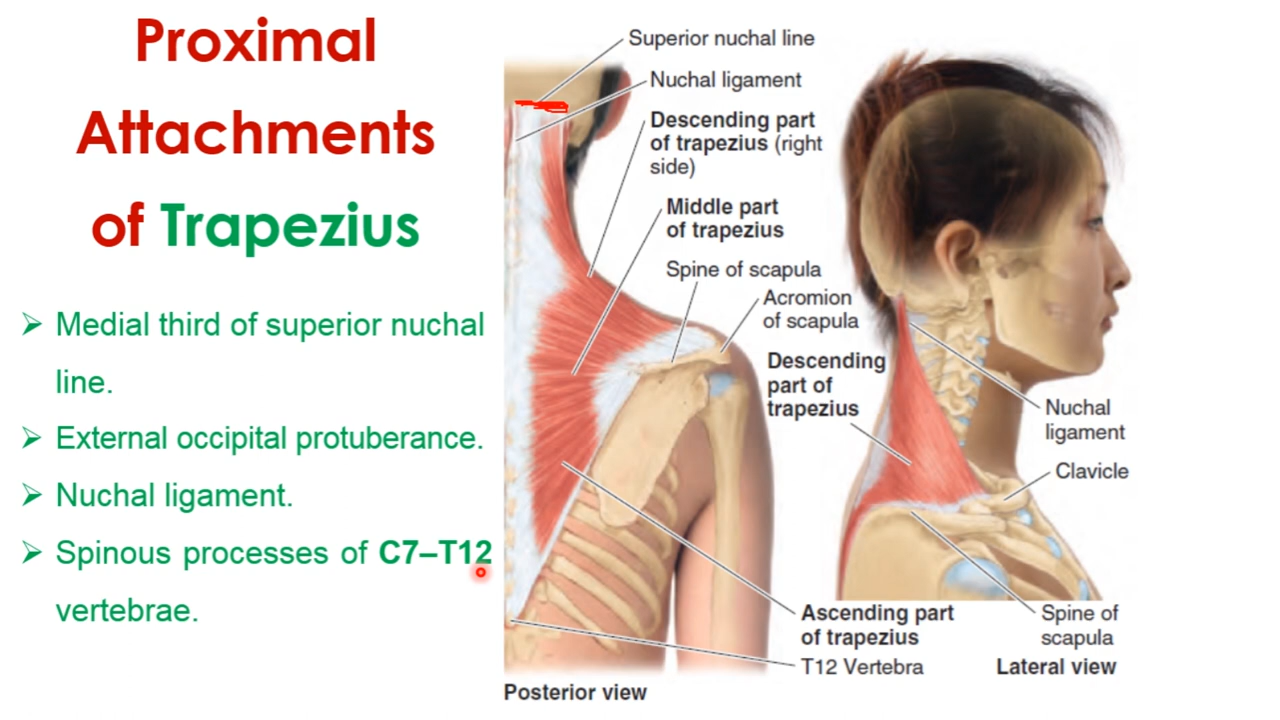 Proximal
Attachments
of Trapezius
➢ Medial third of superior nuchal
line.
➢ External occipital protuberance.
➢ Nuchal ligament.
➢ Spinous processes of C7–T12
vertebrae.
Superior nuchal line
Nuchal ligament
Descending part
of trapezius (right
side)
Middle part
of trapezius
Spine of scapula
Acromion
of scapula
Descending
part of
trapezius
Nuchal
ligament
Clavicle
Ascending part
of trapezius
T12 Vertebra
Spine of
scapula
Lateral view
Posterior view